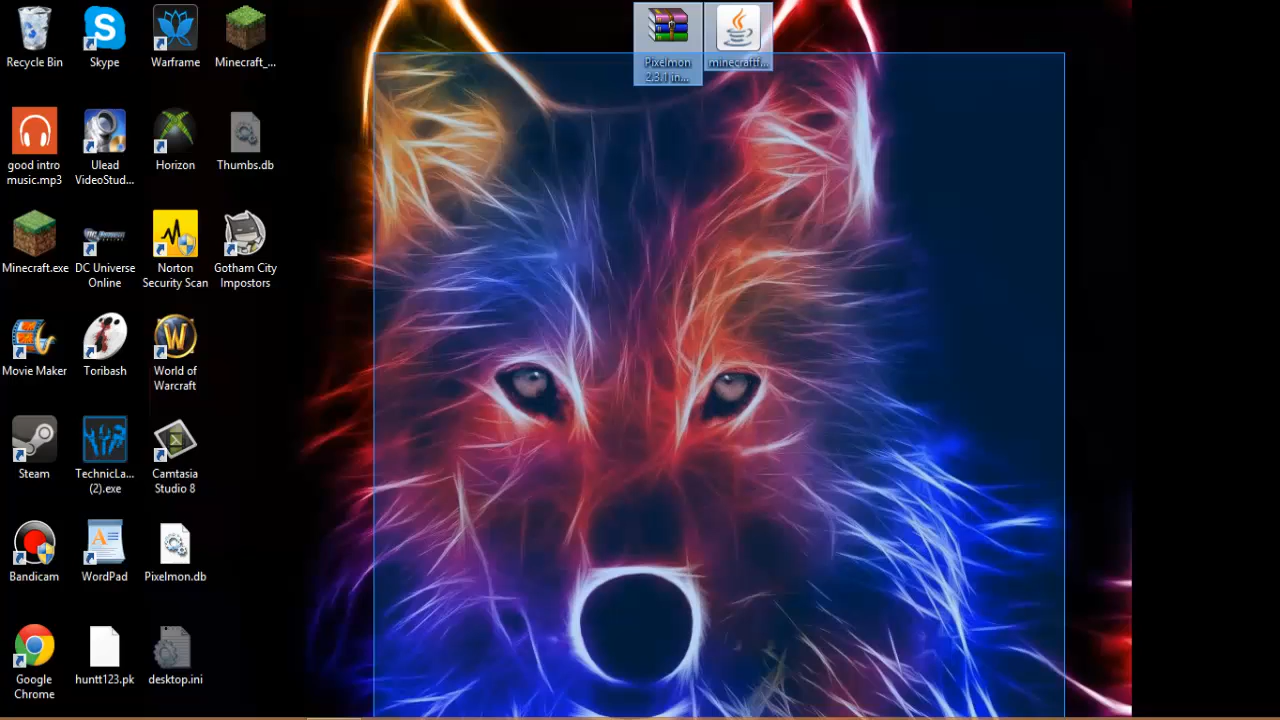 Recycle Bin
Skype
Warframe
Minecraft_...
Pixelmon
2.3.1 in...
minecraftf...
good intro
music.mp3
Ulead
VideoStud...
Horizon
Thumbs.db
Minecraft.exe
DC Universe
Online
Norton
Security Scan
Gotham City
Impostors
Movie Maker
Toribash
World of
Warcraft
Steam
TechnicLa...
(2).exe
Camtasia
Studio 8
Bandicam
WordPad
Pixelmon.db
Google
Chrome
huntt123.pk
desktop.ini